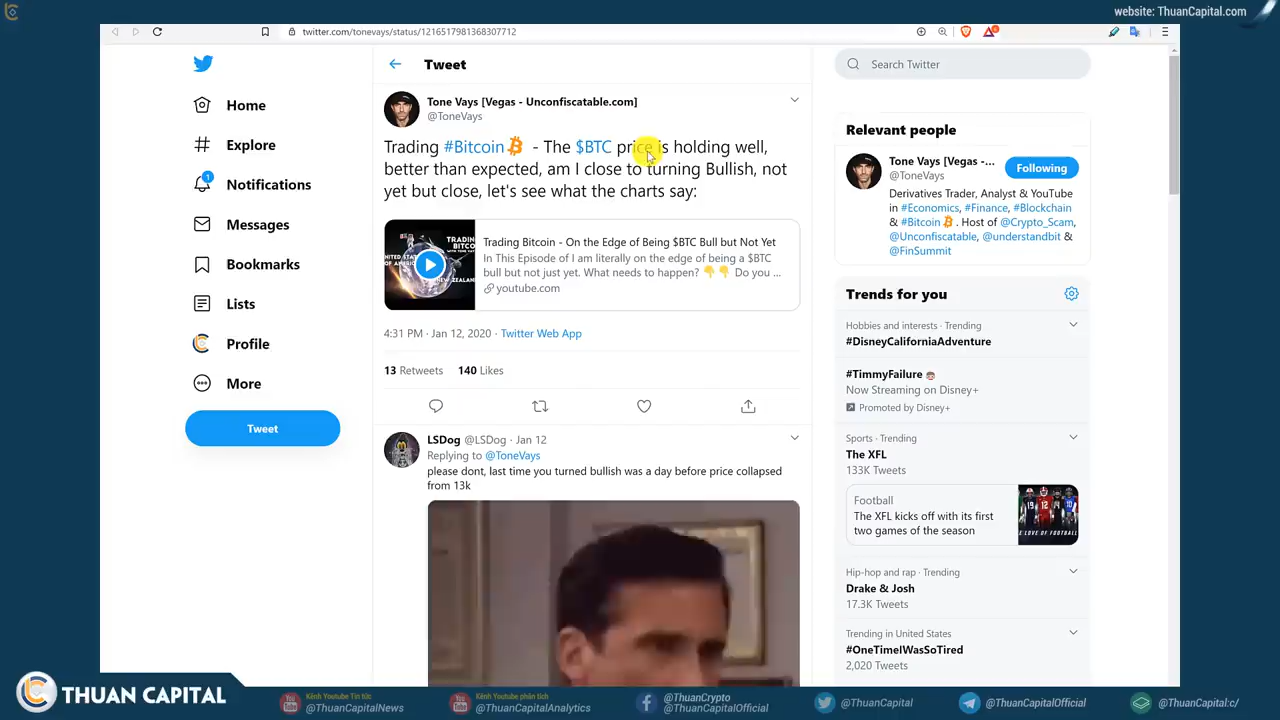 website: ThuanCapital.com
twitter.com/tonevays/status/1216517981368307712
Home
Explore
1
Notifications
Messages
Bookmarks
Lists
Profile
More
Tweet
Tweet
Tone Vays [Vegas - Unconfiscatable.com]
@ToneVays
Trading #Bitcoin - The $BTC price is holding well,
better than expected, am I close to turning Bullish, not
yet but close, let's see what the charts say:
Trading Bitcoin - On the Edge of Being $BTC Bull but Not Yet
In This Episode of I am literally on the edge of being a $BTC
bull but not just yet. What needs to happen? 👇 👇 Do you ...
youtube.com
4:31 PM · Jan 12, 2020 · Twitter Web App
13 Retweets 140 Likes
LSDog @LSDog · Jan 12
Replying to @ToneVays
please dont, last time you turned bullish was a day before price collapsed
from 13k
Search Twitter
Relevant people
Tone Vays [Vegas -...
@ToneVays
Following
Derivatives Trader, Analyst & YouTube
in #Economics, #Finance, #Blockchain
& #Bitcoin. Host of @Crypto_Scam,
@Unconfiscatable, @understandbit &
@FinSummit
Trends for you
Hobbies and interests · Trending
#DisneyCaliforniaAdventure
#TimmyFailure
Now Streaming on Disney+
Promoted by Disney+
Sports · Trending
The XFL
133K Tweets
Football
The XFL kicks off with its first
two games of the season
Hip-hop and rap · Trending
Drake & Josh
17.3K Tweets
Trending in United States
#OneTimeIWasSoTired
2,020 Tweets
THUAN CAPITAL
Kênh Youtube Tin tức
@ThuanCapitalNews
Kênh Youtube phân tích
@ThuanCapitalAnalytics
@ThuanCrypto
@ThuanCapitalOfficial
@ThuanCapital
@ThuanCapitalOfficial
@ThuanCapital:c/